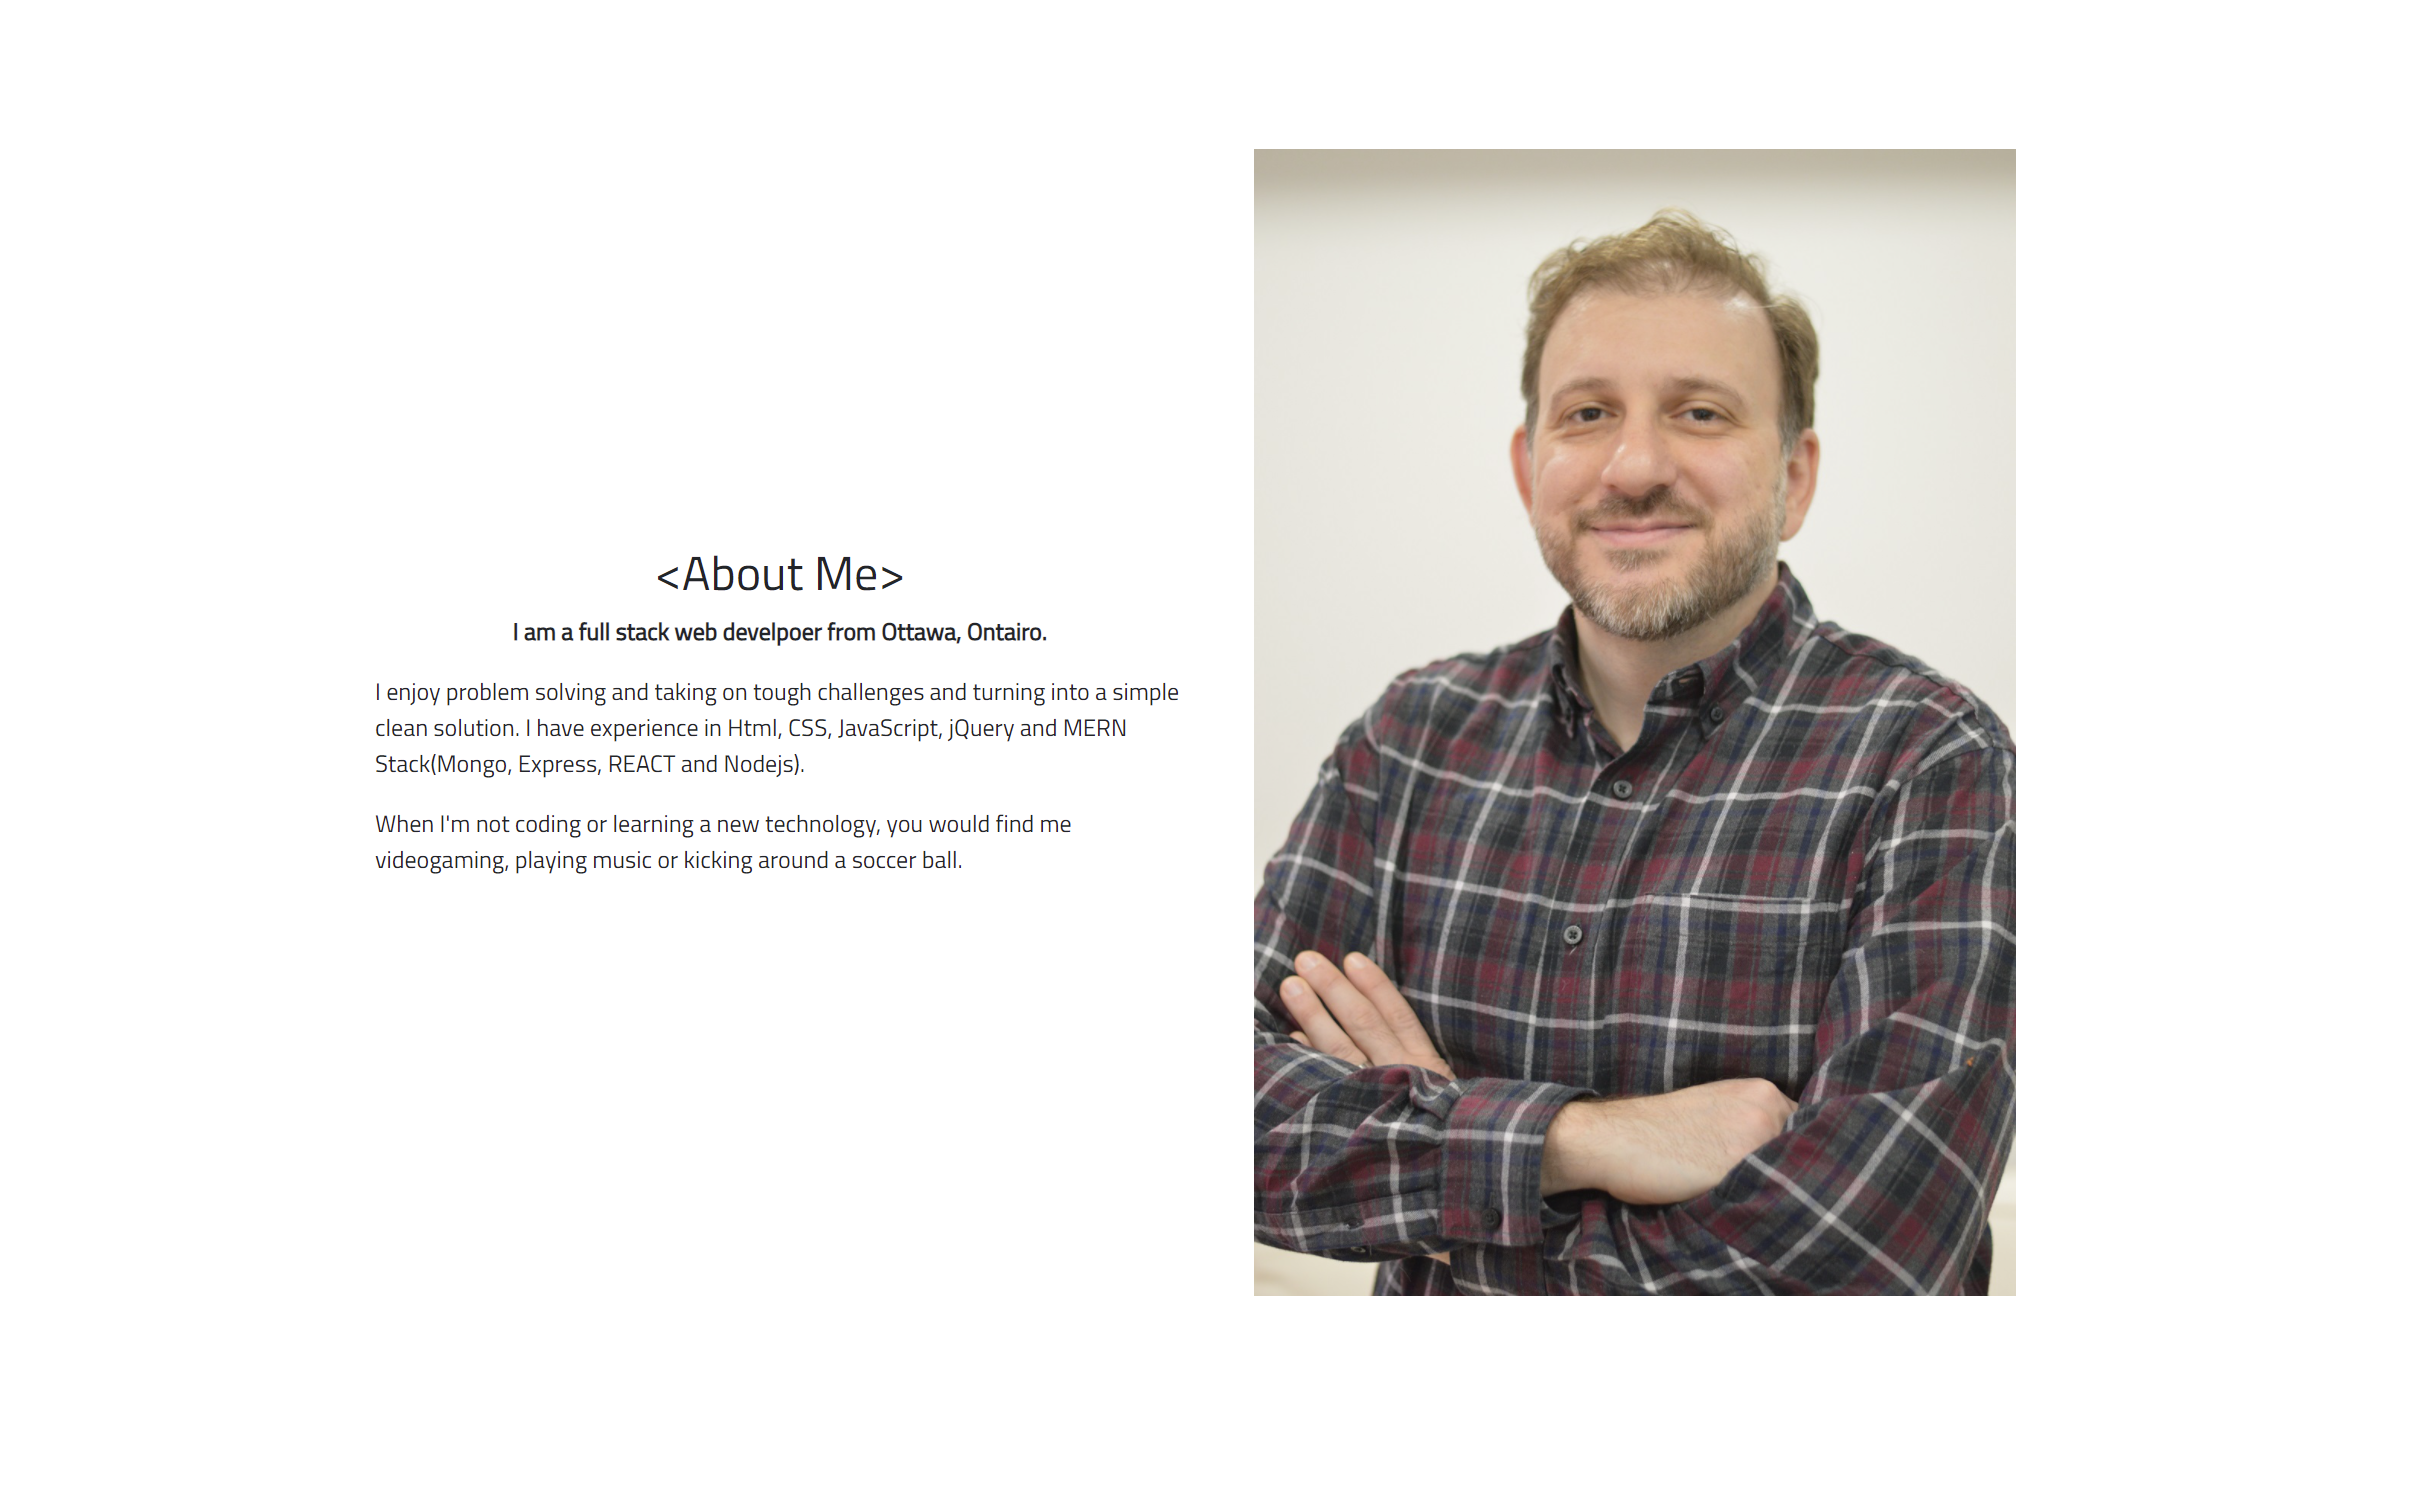 <About Me>
I am a full stack web develpoer from Ottawa, Ontairo.
I enjoy problem solving and taking on tough challenges and turning into a simple
clean solution. I have experience in Html, CSS, JavaScript, jQuery and MERN
Stack(Mongo, Express, REACT and Nodejs).
When I'm not coding or learning a new technology, you would find me
videogaming, playing music or kicking around a soccer ball.